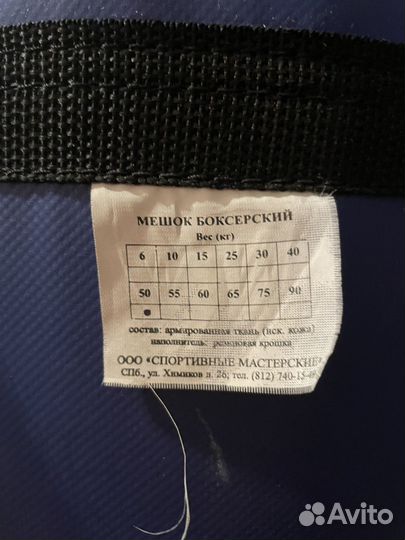 МЕШОК БОКСЕРСКИЙ
Вес (кг)
6 10 15 25 30 40
50 55 60 65 75 90
состав: армированная ткань (иск. кожа)
наполнитель: резиновая крошка
ООО «СПОРТИВНЫЕ МАСТЕРСКИЕ»
СПб., ул. Химиков д. 26; тел. (812) 740-15-
Avito